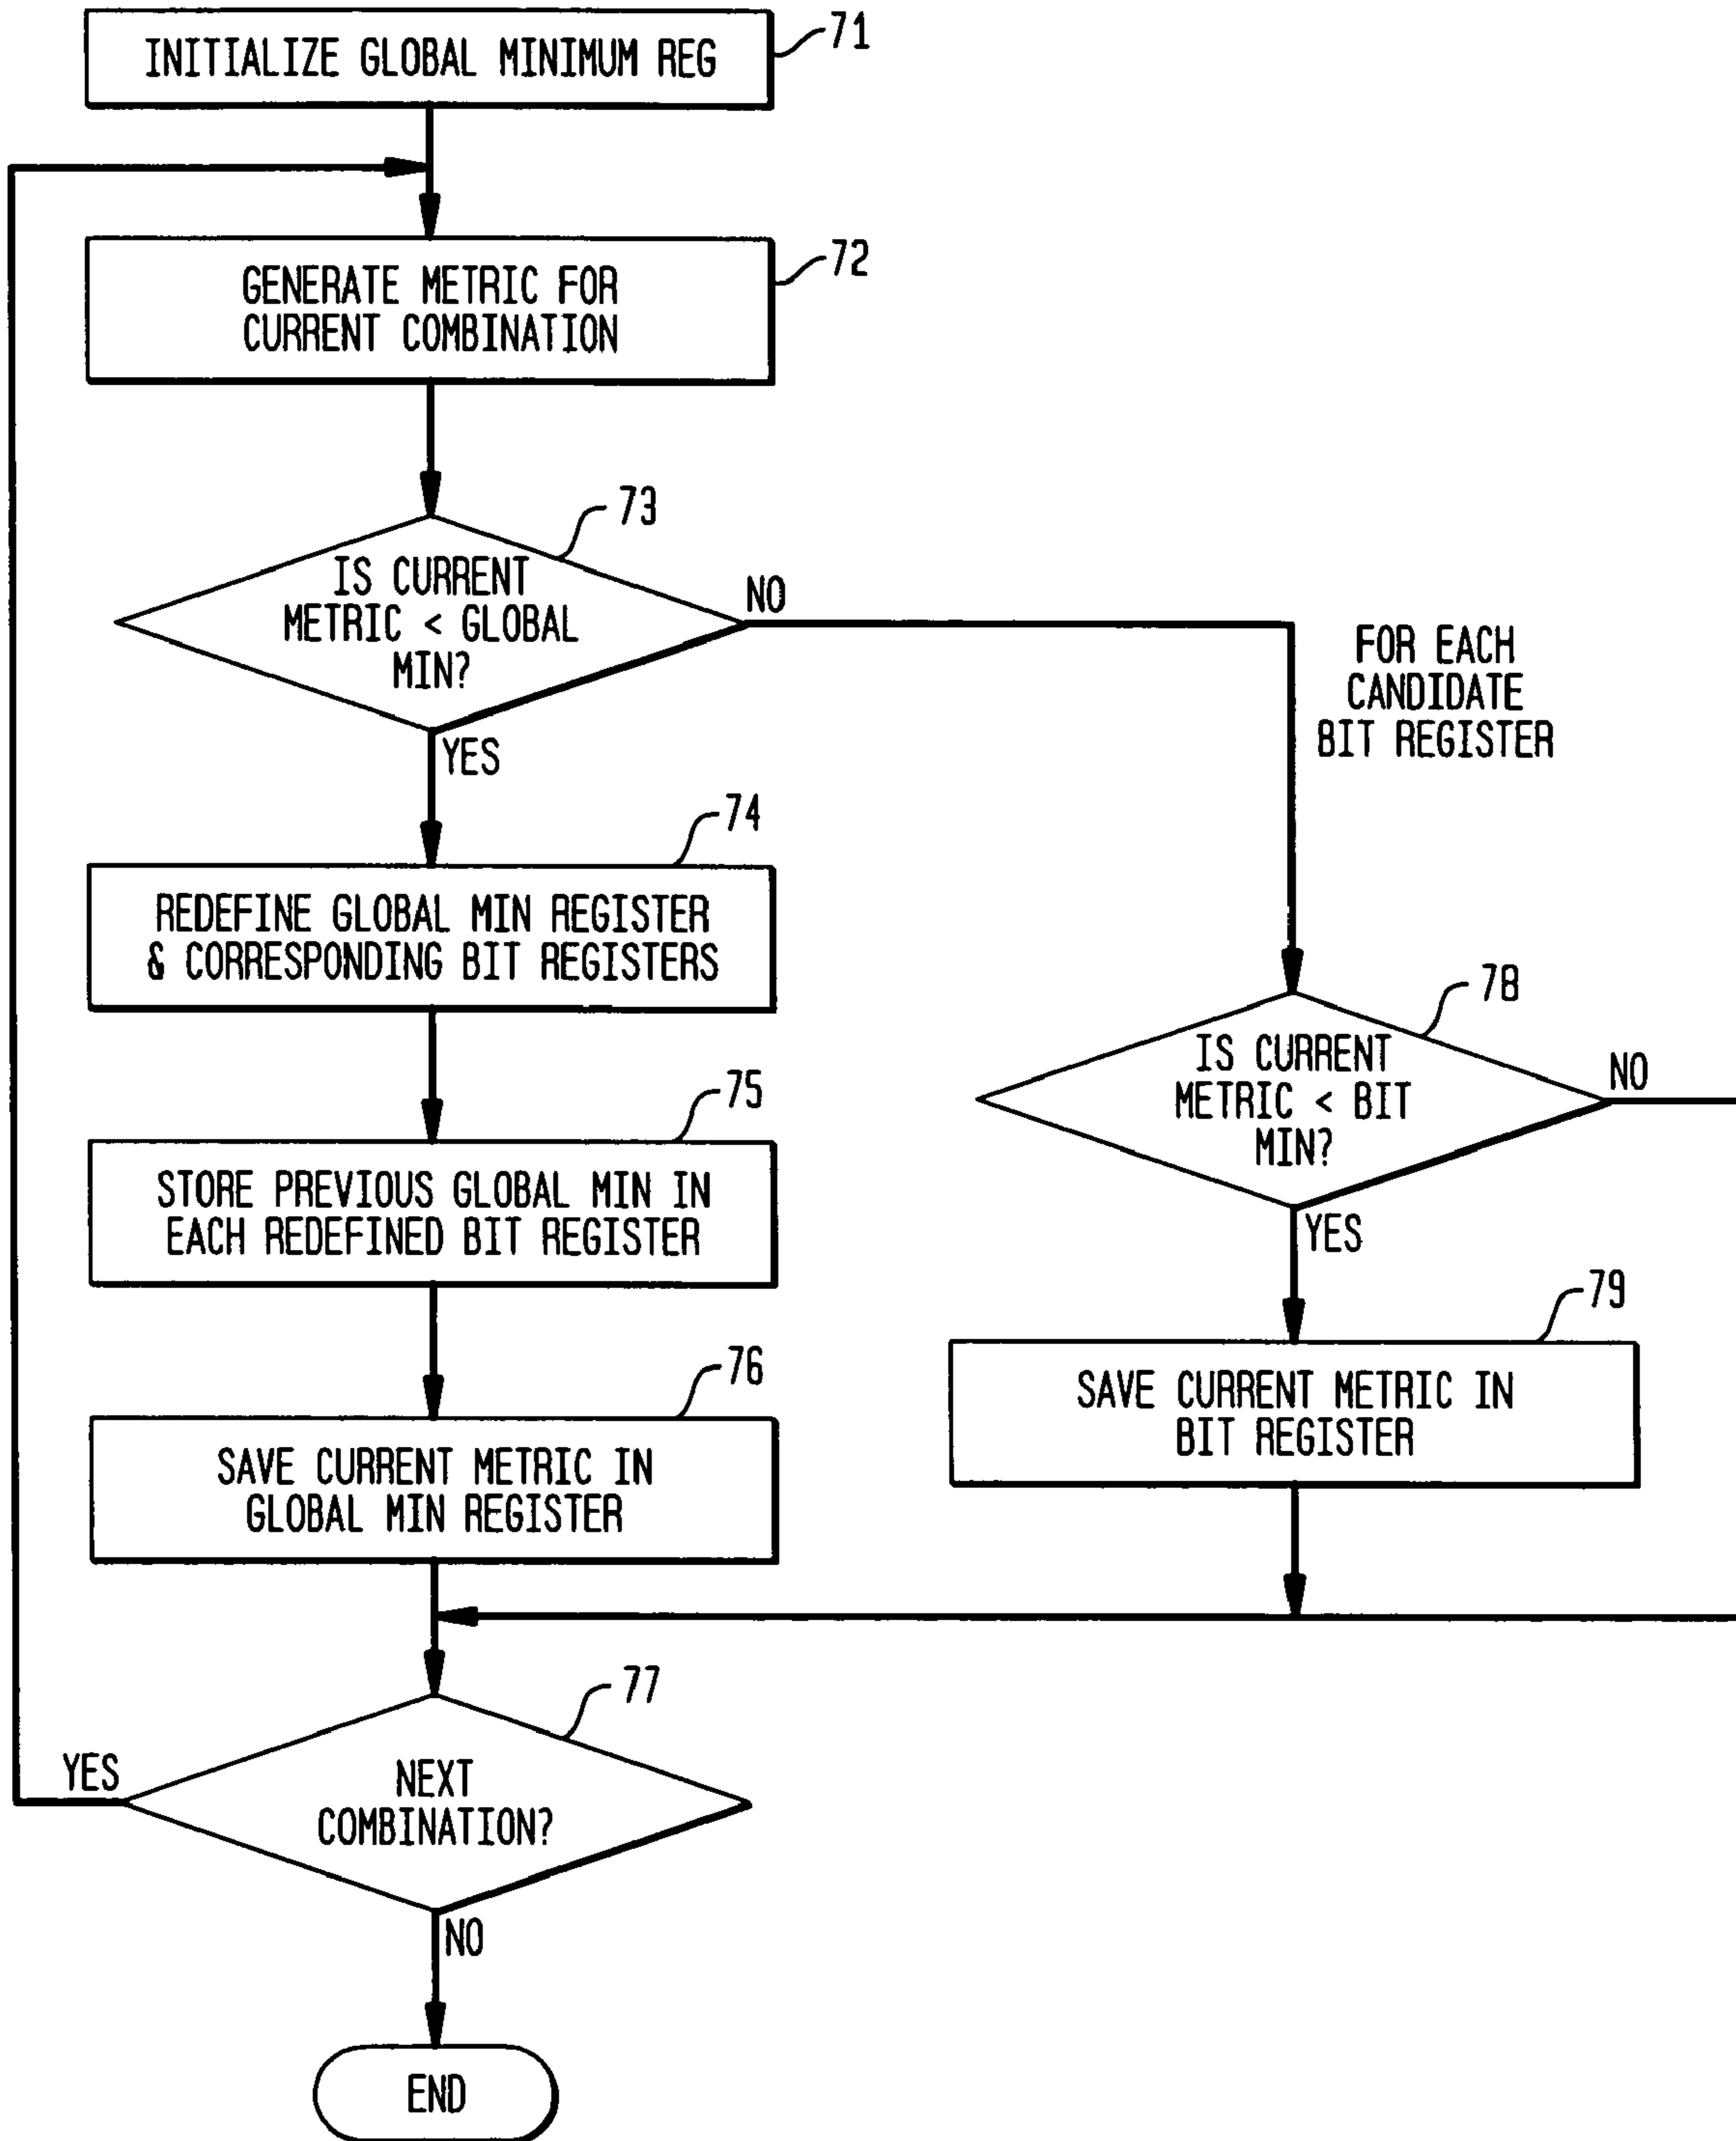 INITIALIZE GLOBAL MINIMUM REG
71
GENERATE METRIC FOR
CURRENT COMBINATION
72
IS CURRENT
METRIC < GLOBAL
MIN?
73
NO
YES
FOR EACH
CANDIDATE
BIT REGISTER
REDEFINE GLOBAL MIN REGISTER
& CORRESPONDING BIT REGISTERS
74
STORE PREVIOUS GLOBAL MIN IN
EACH REDEFINED BIT REGISTER
75
SAVE CURRENT METRIC IN
GLOBAL MIN REGISTER
76
IS CURRENT
METRIC < BIT
MIN?
78
NO
YES
SAVE CURRENT METRIC IN
BIT REGISTER
79
NEXT
COMBINATION?
77
YES
NO
END